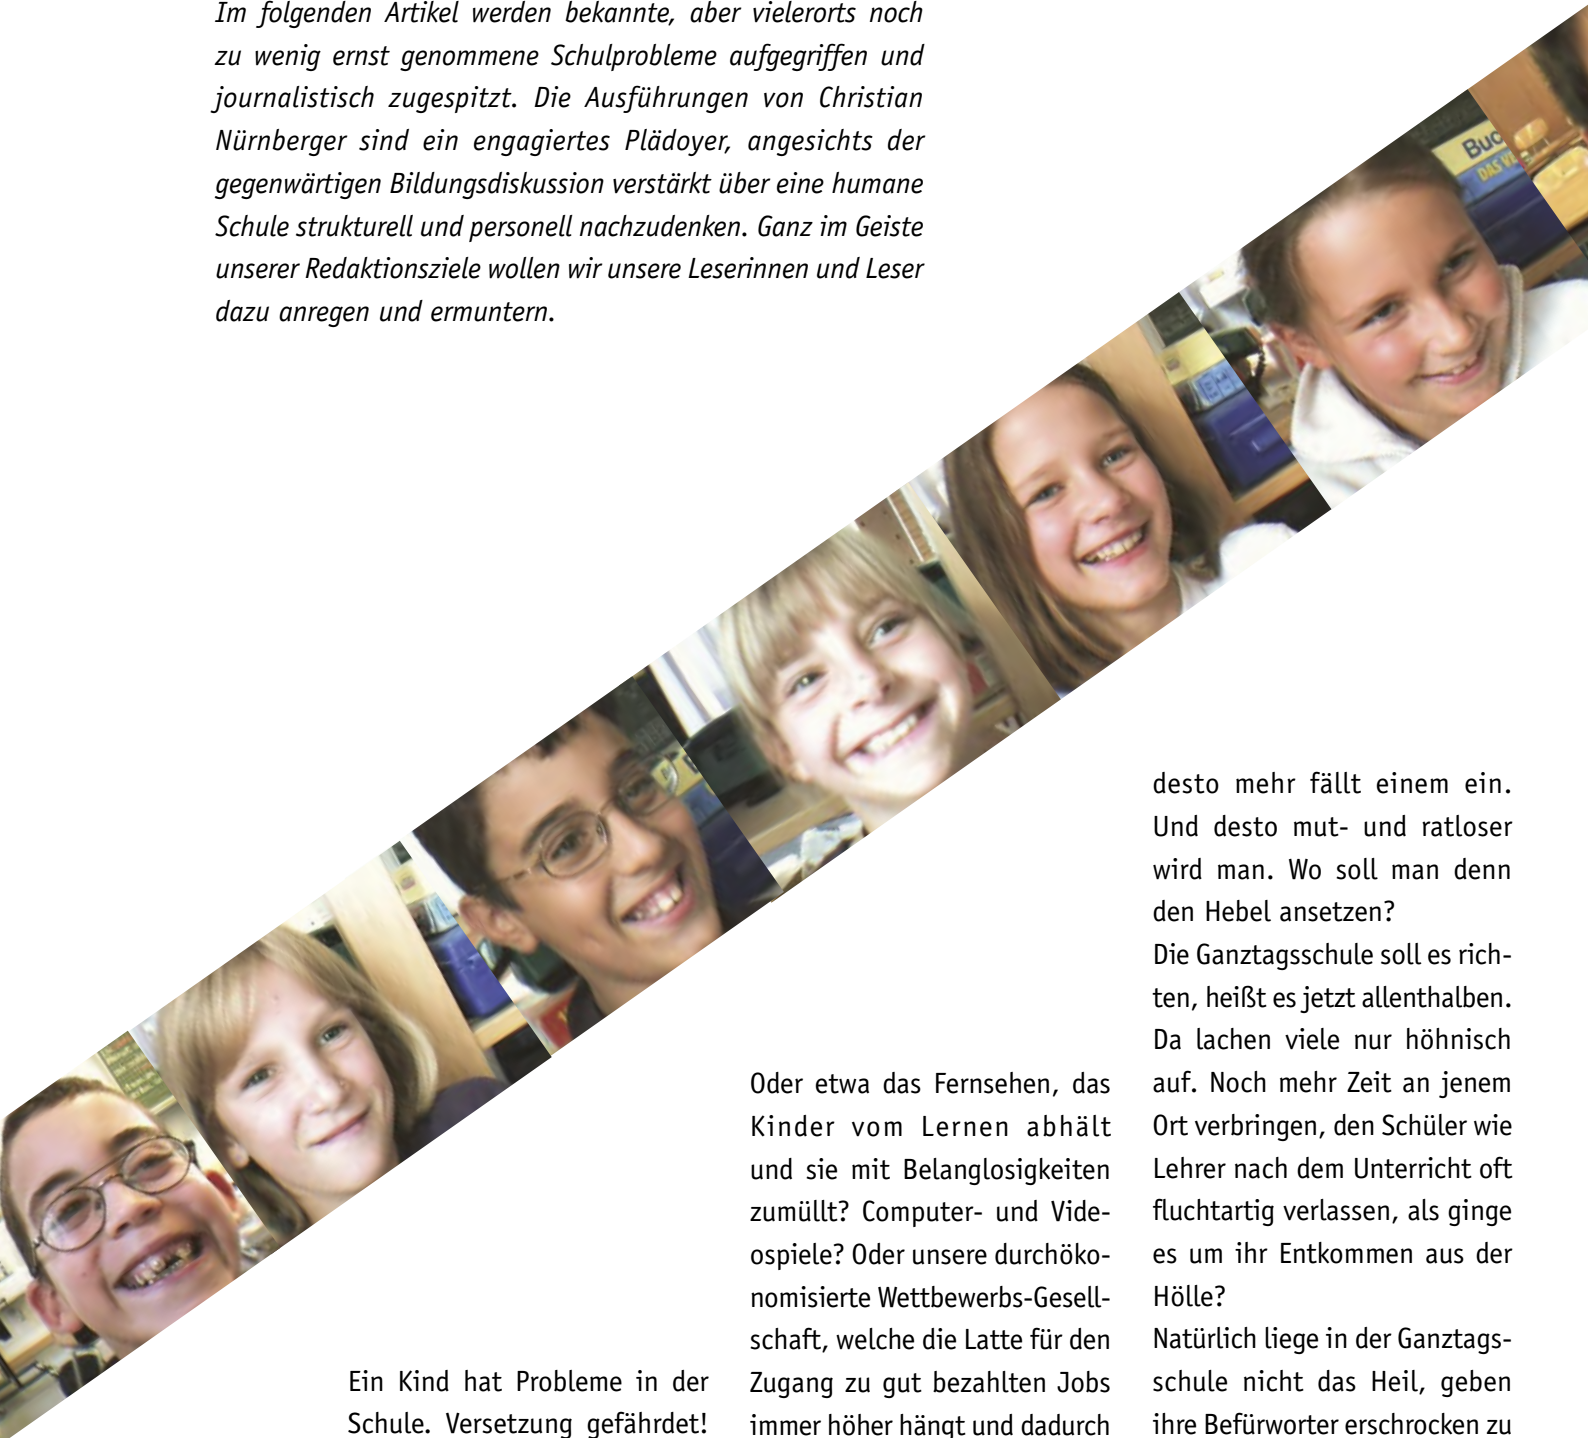 Im folgenden Artikel werden bekannte, aber vielerorts noch
zu wenig ernst genommene Schulprobleme aufgegriffen und
journalistisch zugespitzt. Die Ausführungen von Christian
Nürnberger sind ein engagiertes Plädoyer, angesichts der
gegenwärtigen Bildungsdiskussion verstärkt über eine humane
Schule strukturell und personell nachzudenken. Ganz im Geiste
unserer Redaktionsziele wollen wir unsere Leserinnen und Leser
dazu anregen und ermuntern.
Ein Kind hat Probleme in der
Schule. Versetzung gefährdet!
Oder etwa das Fernsehen, das
Kinder vom Lernen abhält
und sie mit Belanglosigkeiten
zumüllt? Computer- und Vide-
ospiele? Oder unsere durchöko-
nomisierte Wettbewerbs-Gesell-
schaft, welche die Latte für den
Zugang zu gut bezahlten Jobs
immer höher hängt und dadurch
desto mehr fällt einem ein.
Und desto mut- und ratloser
wird man. Wo soll man denn
den Hebel ansetzen?
Die Ganztagsschule soll es rich-
ten, heißt es jetzt allenthalben.
Da lachen viele nur höhnisch
auf. Noch mehr Zeit an jenem
Ort verbringen, den Schüler wie
Lehrer nach dem Unterricht oft
fluchtartig verlassen, als ginge
es um ihr Entkommen aus der
Hölle?
Natürlich liege in der Ganztags-
schule nicht das Heil, geben
ihre Befürworter erschrocken zu
Buc
DAS